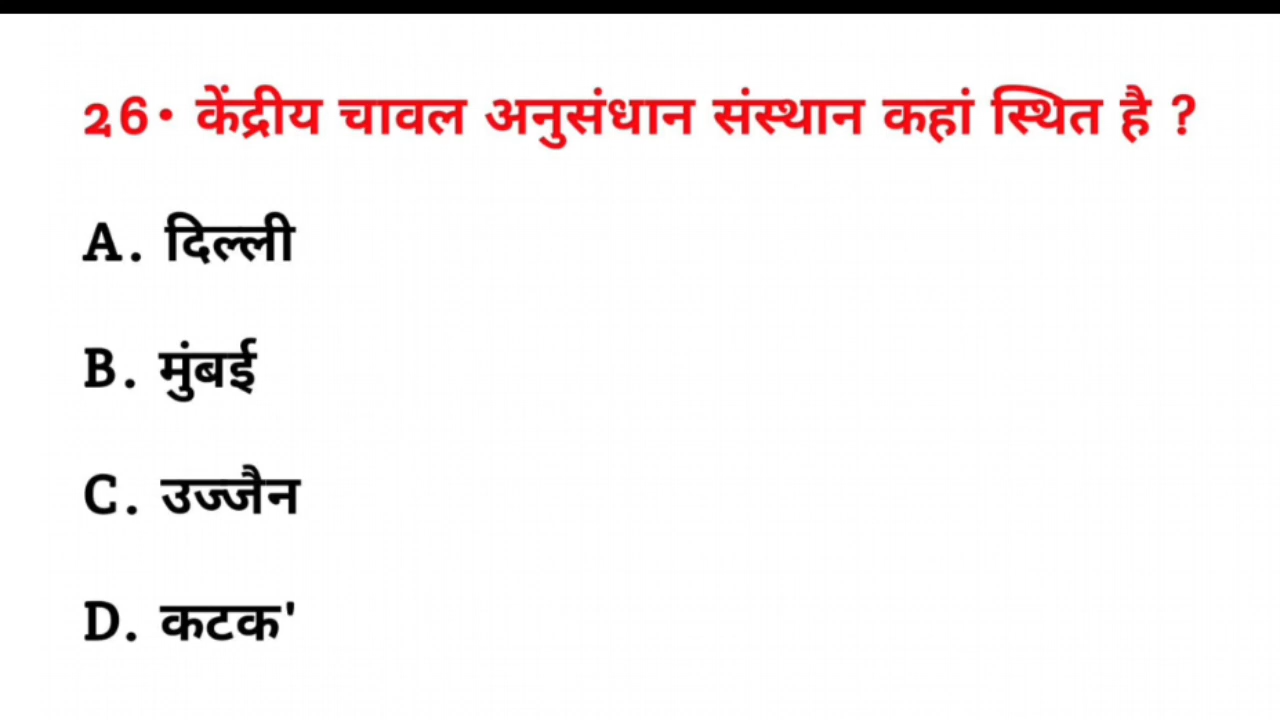 26• केंद्रीय चावल अनुसंधान संस्थान कहां स्थित है ?
A. दिल्ली
B. मुंबई
C. उज्जैन
D. कटक'